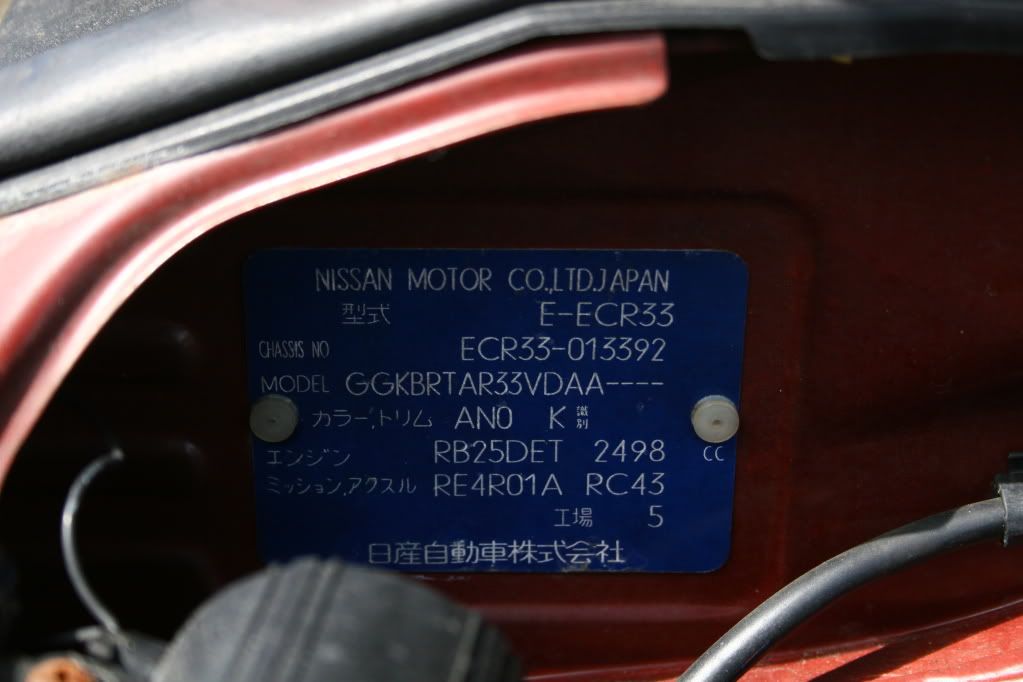 NISSAN MOTOR CO.,LTD.JAPAN
型式 E-ECR33
CHASSIS NO ECR33-013392
MODEL GGKBRTAR33VDAA----
カラー,トリム AN0 K 識別
エンジン RB25DET 2498 CC
ミッション,アクスル RE4R01A RC43
工場 5
日産自動車株式会社